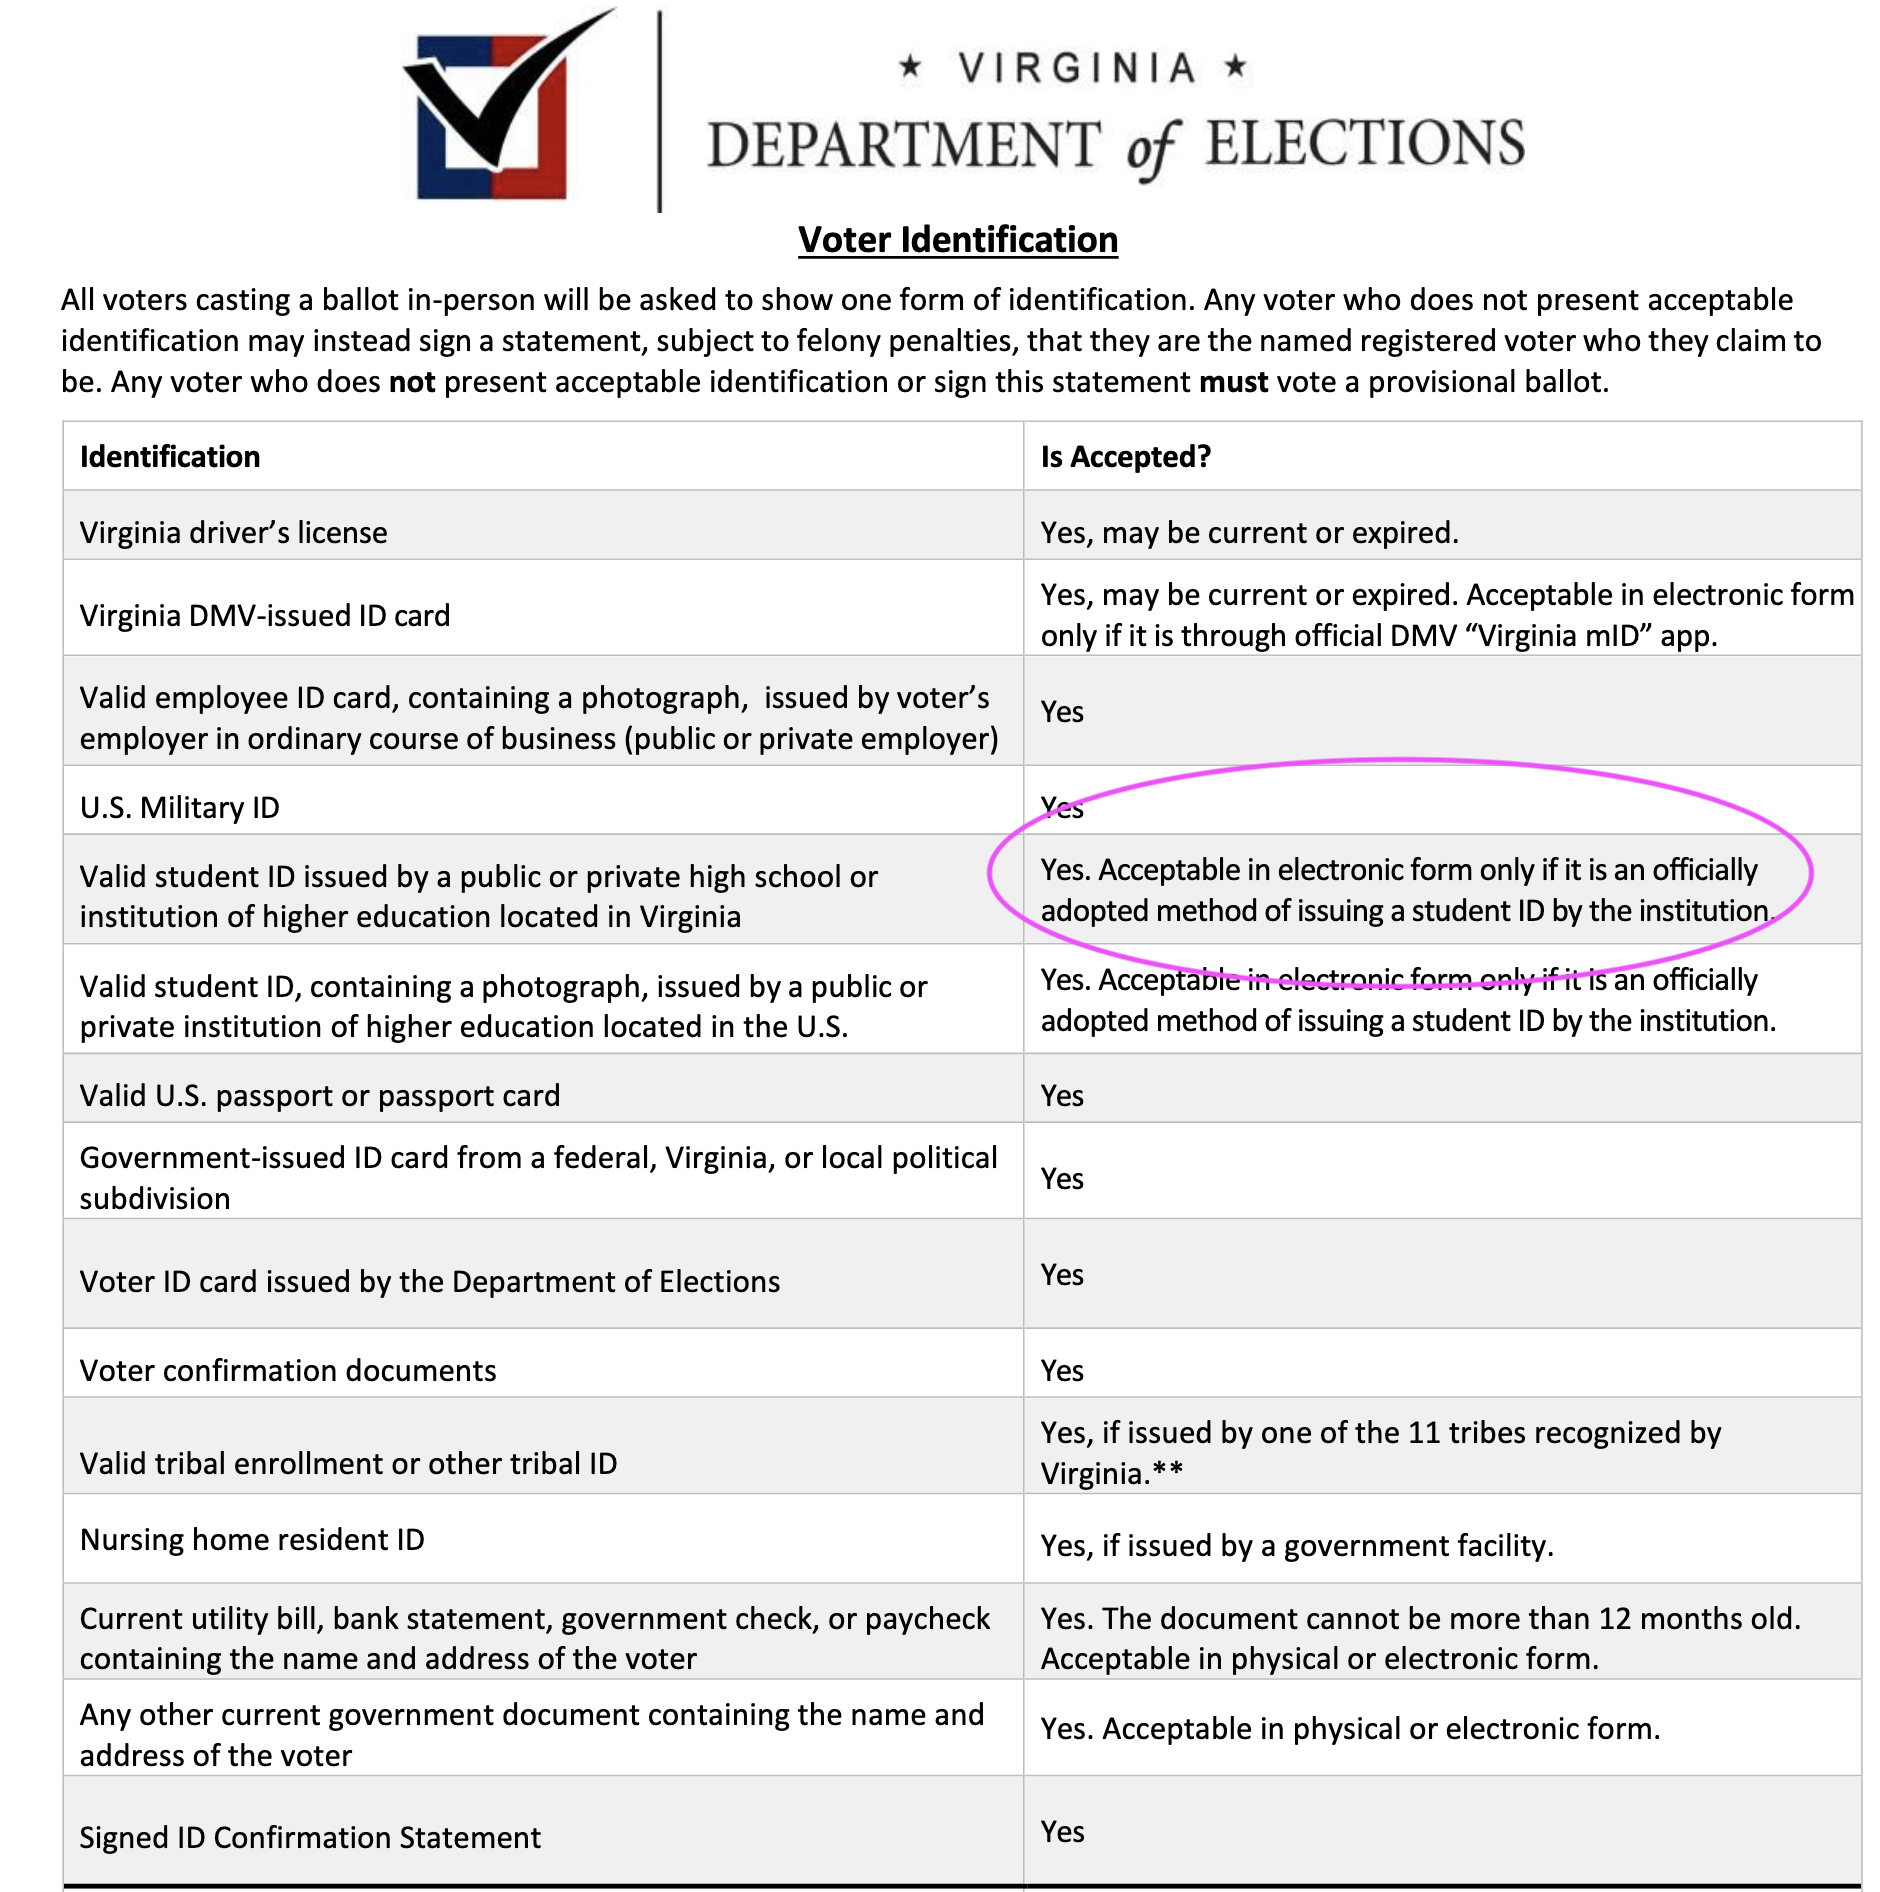 ★ VIRGINIA ★
DEPARTMENT of ELECTIONS
Voter Identification
All voters casting a ballot in-person will be asked to show one form of identification. Any voter who does not present acceptable
identification may instead sign a statement, subject to felony penalties, that they are the named registered voter who they claim to
be. Any voter who does not present acceptable identification or sign this statement must vote a provisional ballot.
Identification
Is Accepted?
Virginia driver’s license
Yes, may be current or expired.
Virginia DMV-issued ID card
Yes, may be current or expired. Acceptable in electronic form
only if it is through official DMV “Virginia mID” app.
Valid employee ID card, containing a photograph,  issued by voter’s
employer in ordinary course of business (public or private employer)
Yes
U.S. Military ID
Yes
Valid student ID issued by a public or private high school or
institution of higher education located in Virginia
Yes. Acceptable in electronic form only if it is an officially
adopted method of issuing a student ID by the institution.
Valid student ID, containing a photograph, issued by a public or
private institution of higher education located in the U.S.
Yes. Acceptable in electronic form only if it is an officially
adopted method of issuing a student ID by the institution.
Valid U.S. passport or passport card
Yes
Government-issued ID card from a federal, Virginia, or local political
subdivision
Yes
Voter ID card issued by the Department of Elections
Yes
Voter confirmation documents
Yes
Valid tribal enrollment or other tribal ID
Yes, if issued by one of the 11 tribes recognized by
Virginia.**
Nursing home resident ID
Yes, if issued by a government facility.
Current utility bill, bank statement, government check, or paycheck
containing the name and address of the voter
Yes. The document cannot be more than 12 months old.
Acceptable in physical or electronic form.
Any other current government document containing the name and
address of the voter
Yes. Acceptable in physical or electronic form.
Signed ID Confirmation Statement
Yes